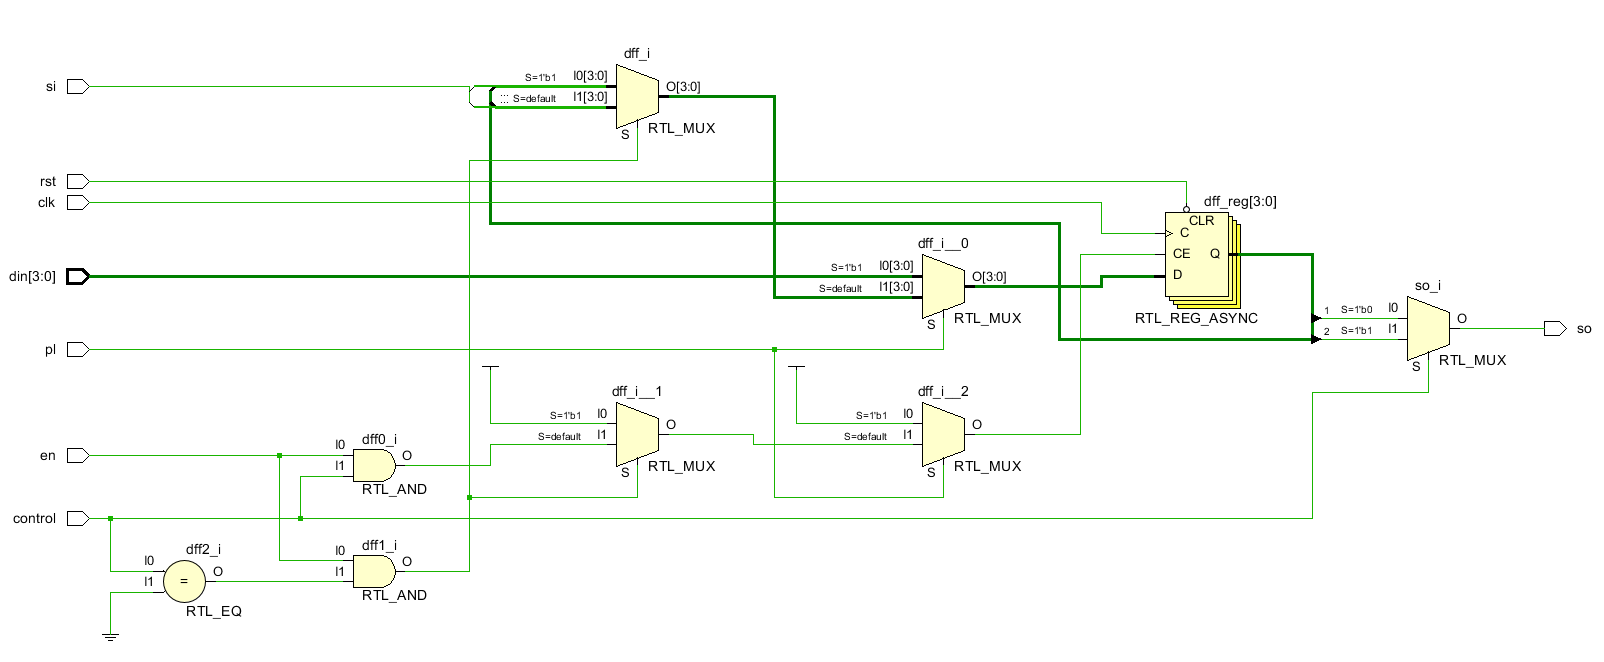 dff_i
si
S=1'b1
I0[3:0]
O[3:0]
::: S=default
I1[3:0]
S
RTL_MUX
rst
clk
dff_reg[3:0]
CLR
C
CE
Q
D
RTL_REG_ASYNC
dff_i__0
din[3:0]
S=1'b1
I0[3:0]
O[3:0]
S=default
I1[3:0]
S
RTL_MUX
so_i
1
S=1'b0
I0
O
2
S=1'b1
I1
S
RTL_MUX
so
pl
dff_i__1
S=1'b1
I0
O
S=default
I1
S
RTL_MUX
dff_i__2
S=1'b1
I0
O
S=default
I1
S
RTL_MUX
en
dff0_i
I0
O
I1
RTL_AND
control
dff1_i
I0
O
I1
RTL_AND
dff2_i
I0
O
I1
=
RTL_EQ